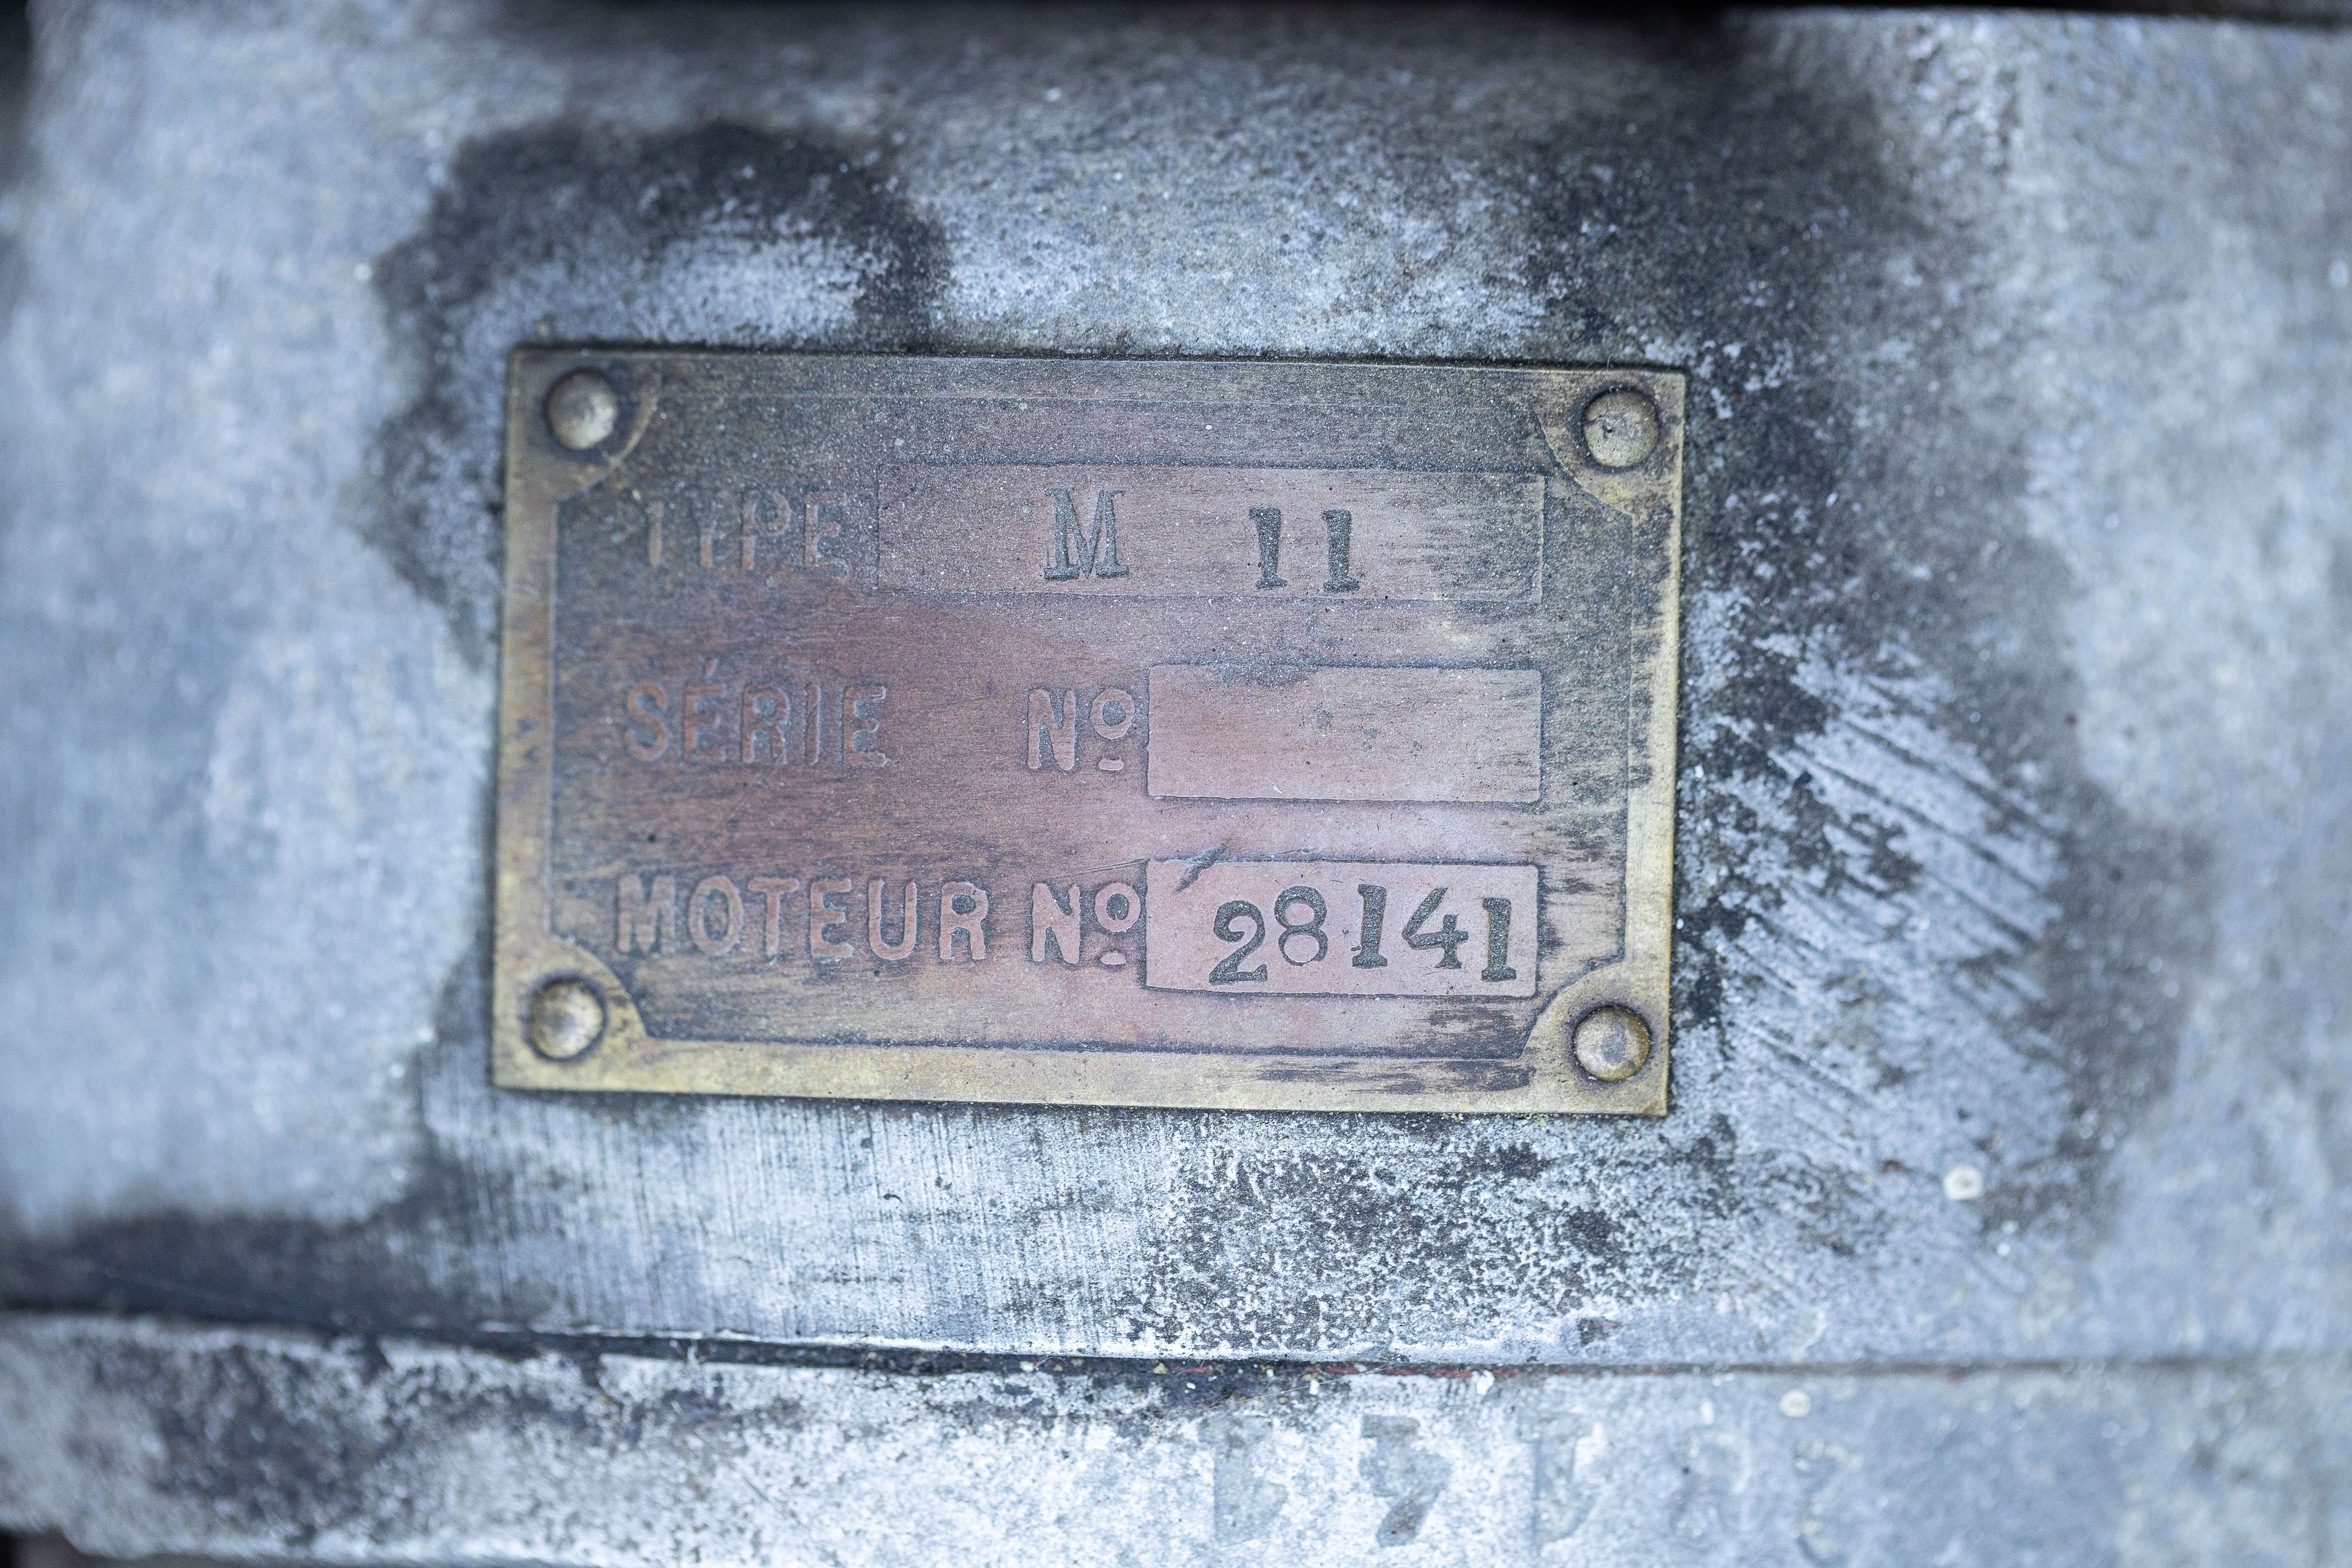 TYPE M 11
SÉRIE Nº
MOTEUR Nº 28141